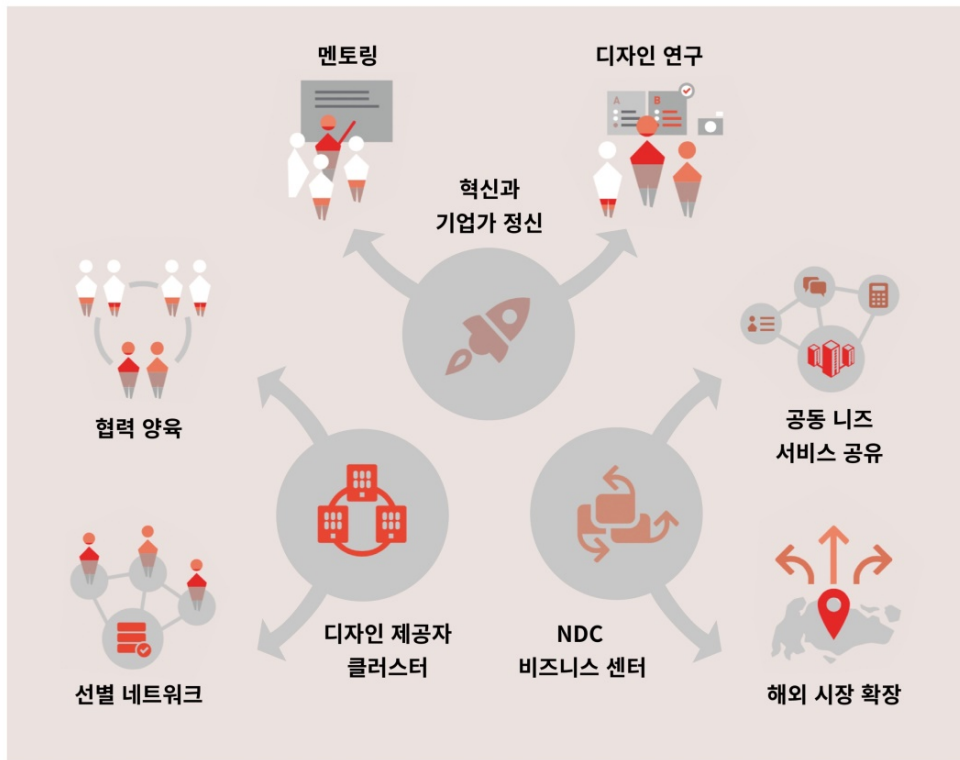 멘토링
디자인 연구
A
B
혁신과
기업가 정신
협력 양육
공동 니즈
서비스 공유
디자인 제공자
클러스터
NDC
비즈니스 센터
선별 네트워크
해외 시장 확장